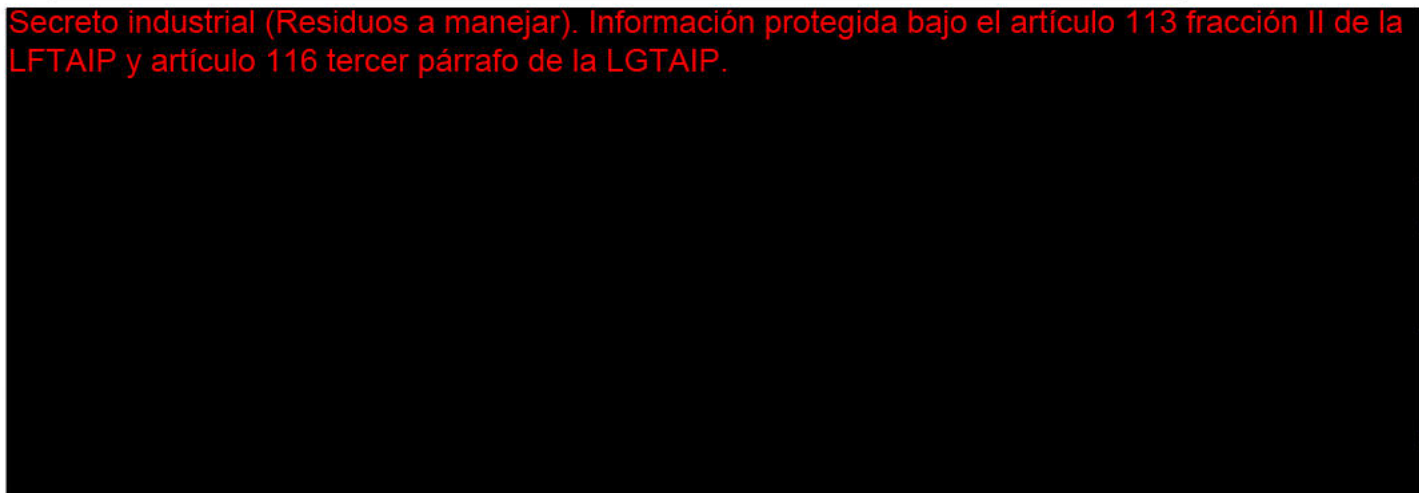 Secreto industrial (Residuos a manejar). Información protegida bajo el artículo 113 fracción II de la
LFTAIP y artículo 116 tercer párrafo de la LGTAIP.